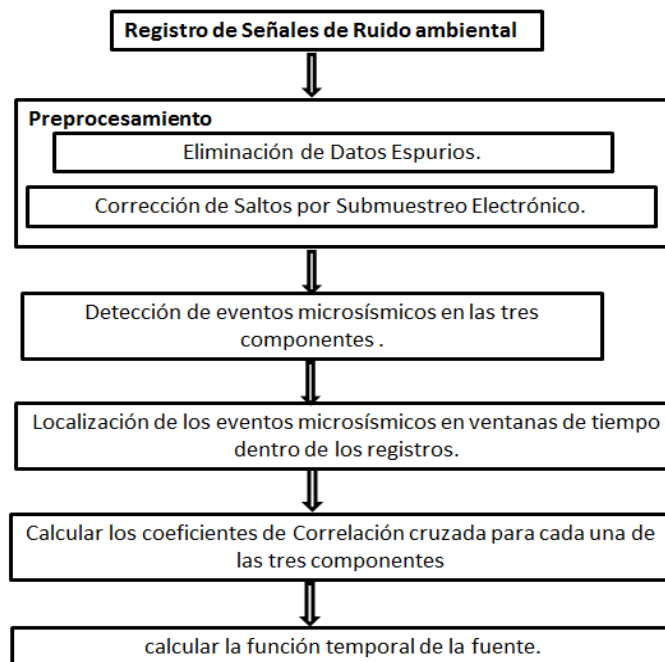 Registro de Señales de Ruido ambiental
Preprocesamiento
Eliminación de Datos Espurios.
Corrección de Saltos por Submuestreo Electrónico.
Detección de eventos microsísmicos en las tres
componentes .
Localización de los eventos microsísmicos en ventanas de tiempo
dentro de los registros.
Calcular los coeficientes de Correlación cruzada para cada una de
las tres componentes
calcular la función temporal de la fuente.